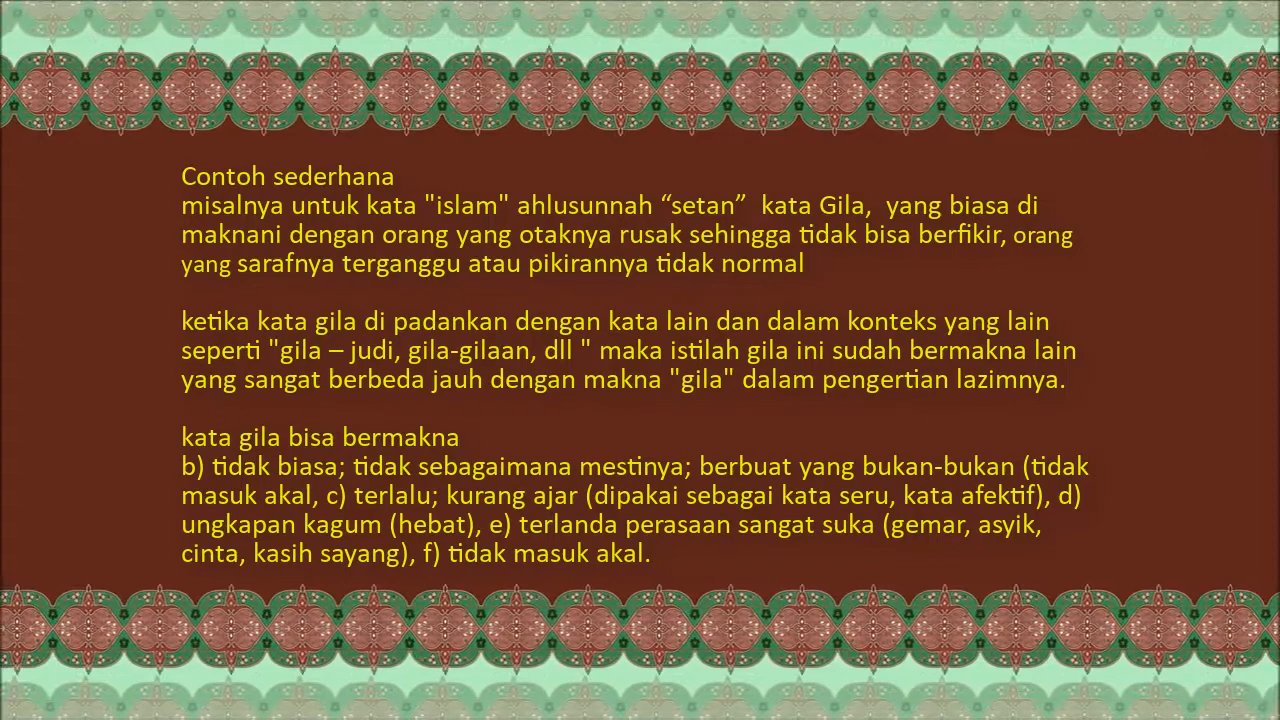 Contoh sederhana
misalnya untuk kata "islam" ahlusunnah “setan”  kata Gila,  yang biasa di
maknani dengan orang yang otaknya rusak sehingga tidak bisa berfikir, orang
yang sarafnya terganggu atau pikirannya tidak normal
ketika kata gila di padankan dengan kata lain dan dalam konteks yang lain
seperti "gila – judi, gila-gilaan, dll " maka istilah gila ini sudah bermakna lain
yang sangat berbeda jauh dengan makna "gila" dalam pengertian lazimnya.
kata gila bisa bermakna
b) tidak biasa; tidak sebagaimana mestinya; berbuat yang bukan-bukan (tidak
masuk akal, c) terlalu; kurang ajar (dipakai sebagai kata seru, kata afektif), d)
ungkapan kagum (hebat), e) terlanda perasaan sangat suka (gemar, asyik,
cinta, kasih sayang), f) tidak masuk akal.